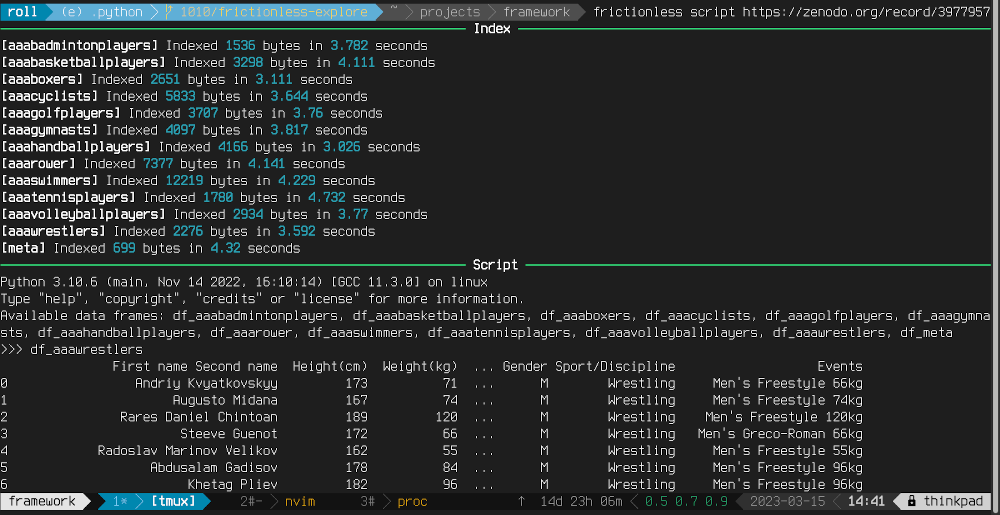 roll (e) .python 1010/frictionless-explore ~ projects framework frictionless script https://zenodo.org/record/3977957
Index
[aaabadmintonplayers] Indexed 1536 bytes in 3.782 seconds
[aaabasketballplayers] Indexed 3298 bytes in 4.111 seconds
[aaaboxers] Indexed 2651 bytes in 3.111 seconds
[aaacyclists] Indexed 5833 bytes in 3.644 seconds
[aaagolfplayers] Indexed 3707 bytes in 3.76 seconds
[aaagymnasts] Indexed 4097 bytes in 3.817 seconds
[aaahandballplayers] Indexed 4166 bytes in 3.026 seconds
[aaarower] Indexed 7377 bytes in 4.141 seconds
[aaaswimmers] Indexed 12219 bytes in 4.229 seconds
[aaatennisplayers] Indexed 1780 bytes in 4.732 seconds
[aaavolleyballplayers] Indexed 2934 bytes in 3.77 seconds
[aaawrestlers] Indexed 2276 bytes in 3.592 seconds
[meta] Indexed 699 bytes in 4.32 seconds
Script
Python 3.10.6 (main, Nov 14 2022, 16:10:14) [GCC 11.3.0] on linux
Type "help", "copyright", "credits" or "license" for more information.
Available data frames: df_aaabadmintonplayers, df_aaabasketballplayers, df_aaaboxers, df_aaacyclists, df_aaagolfplayers, df_aaagymna
sts, df_aaahandballplayers, df_aaarower, df_aaaswimmers, df_aaatennisplayers, df_aaavolleyballplayers, df_aaawrestlers, df_meta
>>> df_aaawrestlers
First name Second name Height(cm) Weight(kg) ... Gender Sport/Discipline Events
0 Andriy Kvyatkovskyy 173 71 ... M Wrestling Men's Freestyle 66kg
1 Augusto Midana 167 74 ... M Wrestling Men's Freestyle 74kg
2 Rares Daniel Chintoan 189 120 ... M Wrestling Men's Freestyle 120kg
3 Steeve Guenot 172 66 ... M Wrestling Men's Greco-Roman 66kg
4 Radoslav Marinov Velikov 162 55 ... M Wrestling Men's Freestyle 55kg
5 Abdusalam Gadisov 178 84 ... M Wrestling Men's Freestyle 96kg
6 Khetag Pliev 182 96 ... M Wrestling Men's Freestyle 96kg
framework 1* [tmux] 2#- nvim 3# proc ↑ 14d 23h 06m 0.5 0.7 0.9 2023-03-15 14:41 thinkpad